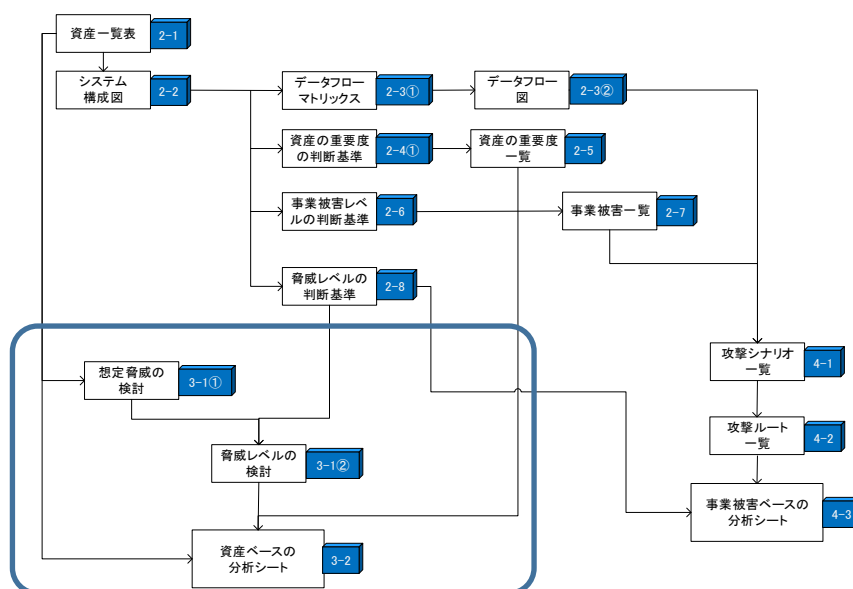 資産一覧表
2-1
システム
構成図
2-2
データフロー
マトリックス
2-3①
データフロー
図
2-3②
資産の重要度
の判断基準
2-4①
資産の重要度
一覧
2-5
事業被害レベ
ルの判断基準
2-6
事業被害一覧
2-7
脅威レベルの
判断基準
2-8
想定脅威の
検討
3-1①
攻撃シナリオ
一覧
4-1
脅威レベルの
検討
3-1②
攻撃ルート
一覧
4-2
事業被害ベースの
分析シート
4-3
資産ベースの
分析シート
3-2